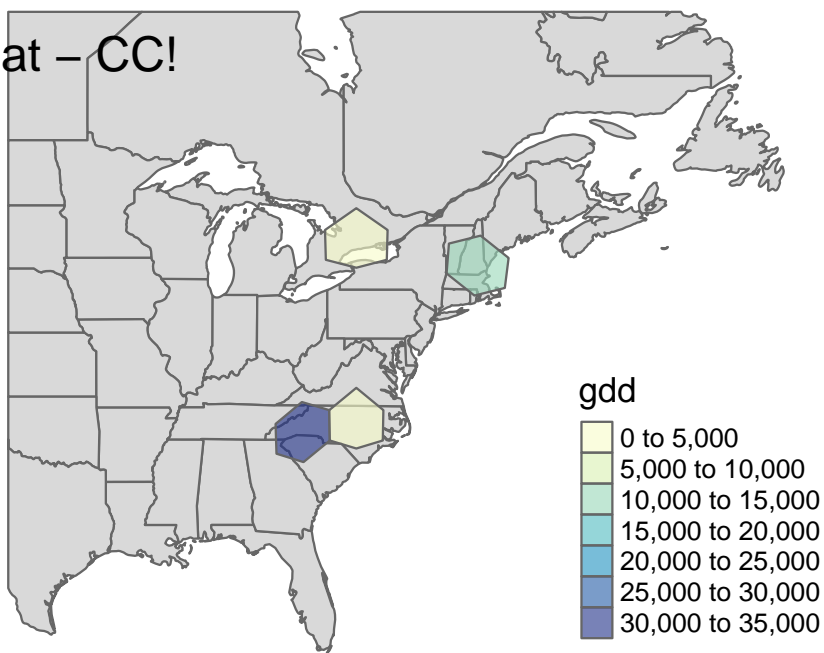 at – CC!
gdd
0 to 5,000
5,000 to 10,000
10,000 to 15,000
15,000 to 20,000
20,000 to 25,000
25,000 to 30,000
30,000 to 35,000